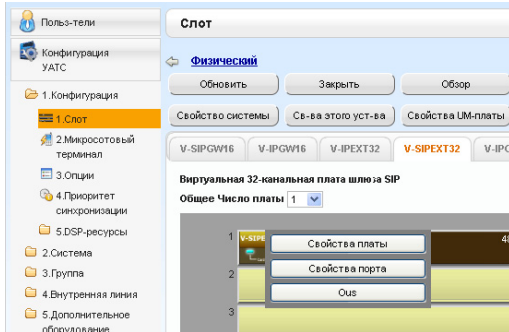 Польз-тели
Конфигурация
УАТС
1.Конфигурация
1.Слот
2.Микросотовый
терминал
3.Опции
4.Приоритет
синхронизации
5.DSP-ресурсы
2.Система
3.Группа
4.Внутренняя линия
5.Дополнительное
оборудование
Слот
Физический
Обновить
Закрыть
Обзор
Свойство системы
Св-ва этого уст-ва
Свойства UM-платы
V-SIPGW16
V-IPGW16
V-IPEXT32
V-SIPEXT32
V-IPC
Виртуальная 32-канальная плата шлюза SIP
Общее Число платы 1
1
V-SIPE
48
Свойства платы
2
Свойства порта
Ous
3